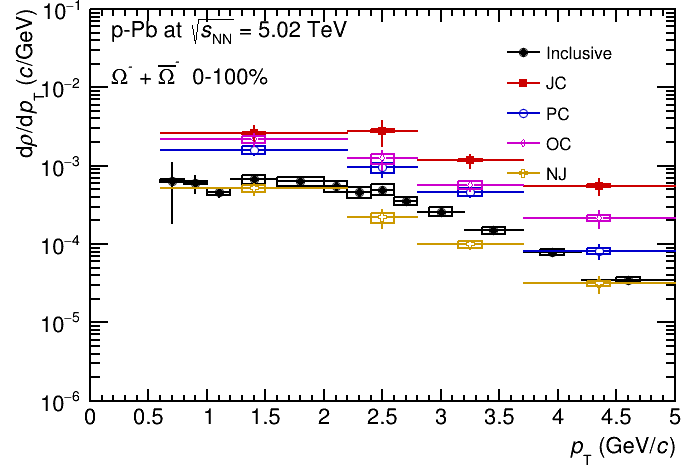 p-Pb at √s_NN = 5.02 TeV
Ω⁻ + Ω̅⁻ 0-100%
Inclusive
JC
PC
OC
NJ
dρ/dp_T (c/GeV)
10⁻¹
10⁻²
10⁻³
10⁻⁴
10⁻⁵
10⁻⁶
0 0.5 1 1.5 2 2.5 3 3.5 4 4.5 5
p_T (GeV/c)